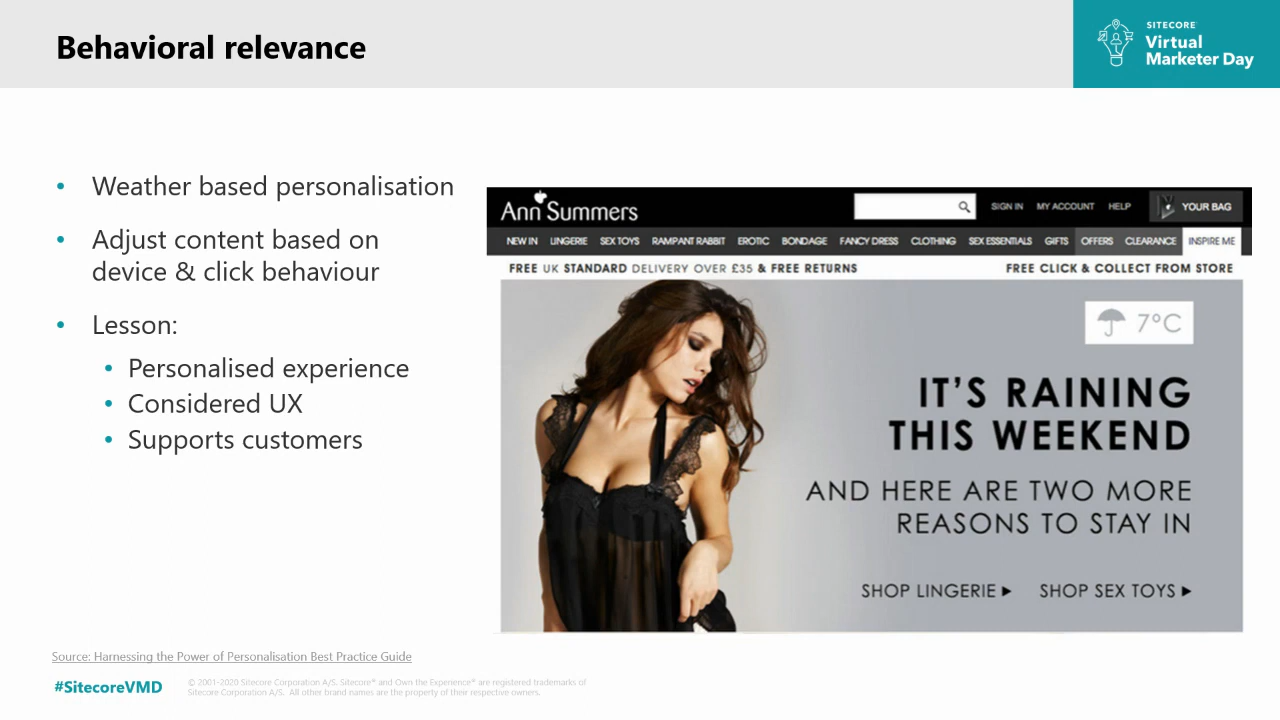 Behavioral relevance
SITECORE
Virtual
Marketer Day
• Weather based personalisation
• Adjust content based on
device & click behaviour
• Lesson:
• Personalised experience
• Considered UX
• Supports customers
Ann Summers
SIGN IN MY ACCOUNT HELP YOUR BAG
NEW IN LINGERIE SEX TOYS RAMPANT RABBIT EROTIC BONDAGE FANCY DRESS CLOTHING SEX ESSENTIALS GIFTS OFFERS CLEARANCE INSPIRE ME
FREE UK STANDARD DELIVERY OVER £35 & FREE RETURNS
FREE CLICK & COLLECT FROM STORE
7°C
IT'S RAINING
THIS WEEKEND
AND HERE ARE TWO MORE
REASONS TO STAY IN
SHOP LINGERIE ▶ SHOP SEX TOYS ▶
Source: Harnessing the Power of Personalisation Best Practice Guide
#SitecoreVMD
© 2001-2020 Sitecore Corporation A/S. Sitecore® and Own the Experience® are registered trademarks of
Sitecore Corporation A/S. All other brand names are the property of their respective owners.